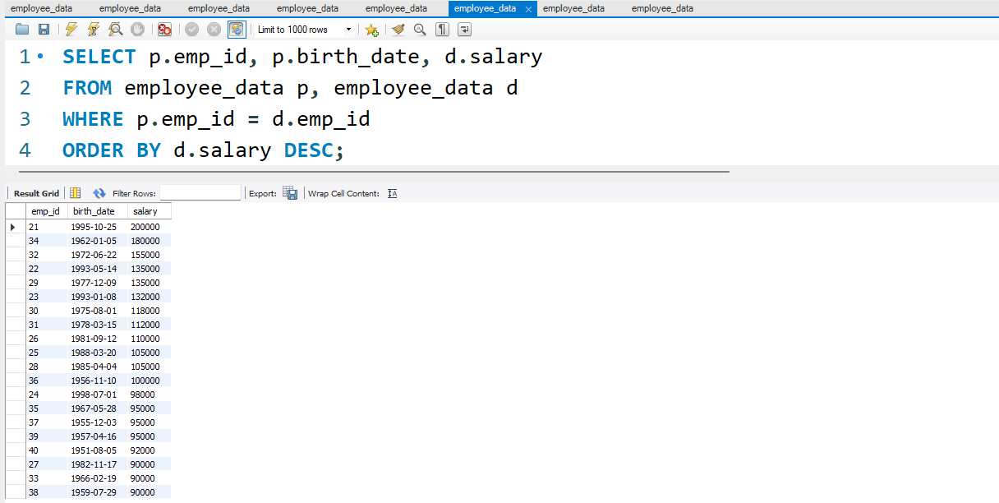 employee_data employee_data employee_data employee_data employee_data employee_data × employee_data employee_data
Limit to 1000 rows
1 SELECT p.emp_id, p.birth_date, d.salary
2 FROM employee_data p, employee_data d
3 WHERE p.emp_id = d.emp_id
4 ORDER BY d.salary DESC;
Result Grid Filter Rows: Export: Wrap Cell Content:
emp_id birth_date salary
21 1995-10-25 200000
34 1962-01-05 180000
32 1972-06-22 155000
22 1993-05-14 135000
29 1977-12-09 135000
23 1993-01-08 132000
30 1975-08-01 118000
31 1978-03-15 112000
26 1981-09-12 110000
25 1988-03-20 105000
28 1985-04-04 105000
36 1956-11-10 100000
24 1998-07-01 98000
35 1967-05-28 95000
37 1955-12-03 95000
39 1957-04-16 95000
40 1951-08-05 92000
27 1982-11-17 90000
33 1966-02-19 90000
38 1959-07-29 90000